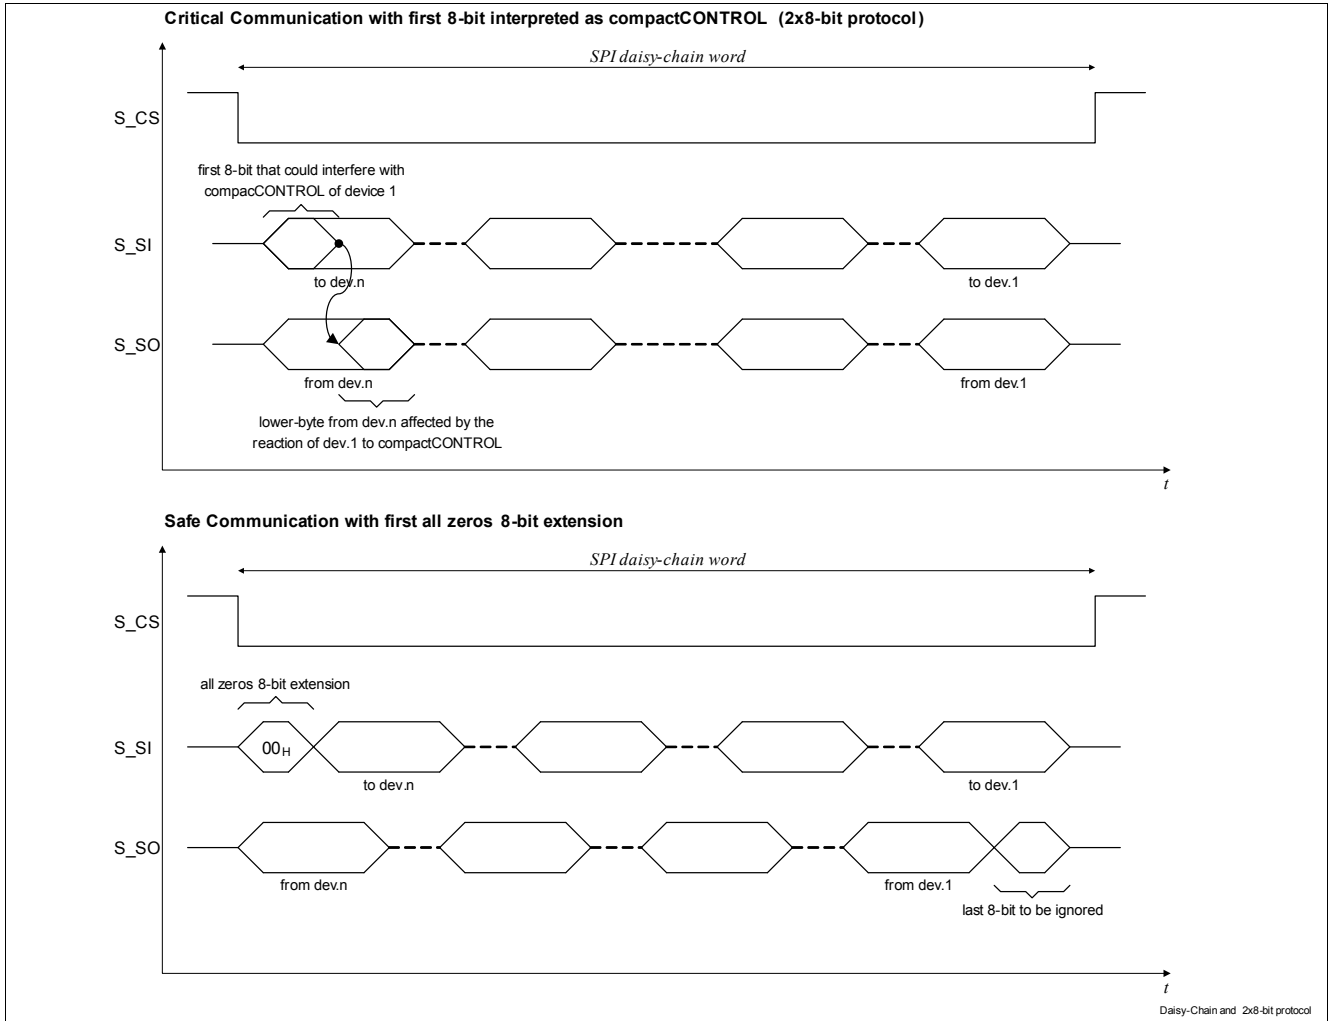 Critical Communication with first 8-bit interpreted as compactCONTROL (2x8-bit protocol)
SPI daisy-chain word
S_CS
first 8-bit that could interfere with
compacCONTROL of device 1
S_SI
to dev.n
to dev.1
S_SO
from dev.n
from dev.1
lower-byte from dev.n affected by the
reaction of dev.1 to compactCONTROL
t
Safe Communication with first all zeros 8-bit extension
SPI daisy-chain word
S_CS
all zeros 8-bit extension
S_SI
00H
to dev.n
to dev.1
S_SO
from dev.n
from dev.1
last 8-bit to be ignored
t
Daisy-Chain and 2x8-bit protocol